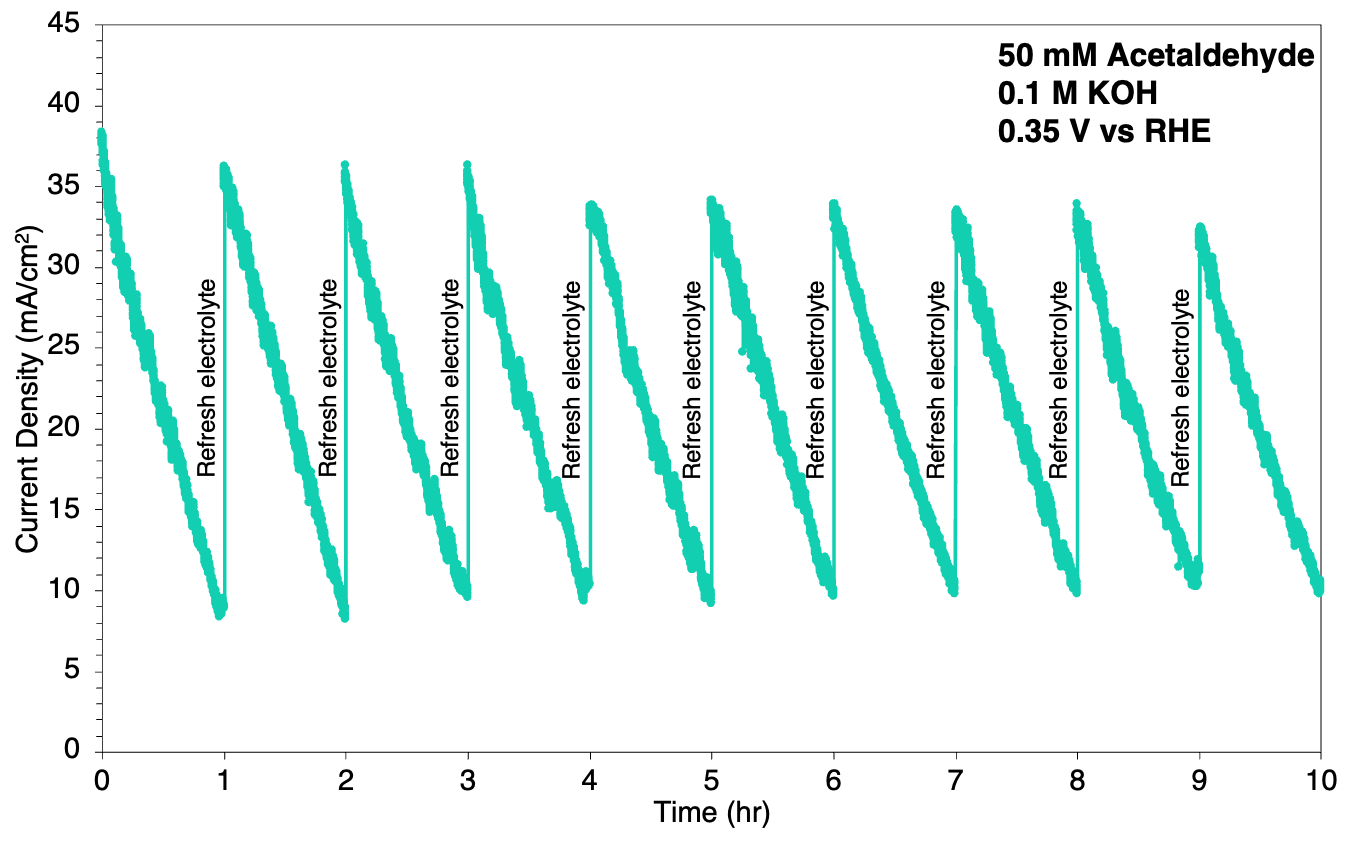 45
50 mM Acetaldehyde
0.1 M KOH
0.35 V vs RHE
40
35
30
25
20
15
10
5
0
Current Density (mA/cm²)
Refresh electrolyte
Refresh electrolyte
Refresh electrolyte
Refresh electrolyte
Refresh electrolyte
Refresh electrolyte
Refresh electrolyte
Refresh electrolyte
Refresh electrolyte
0 1 2 3 4 5 6 7 8 9 10
Time (hr)